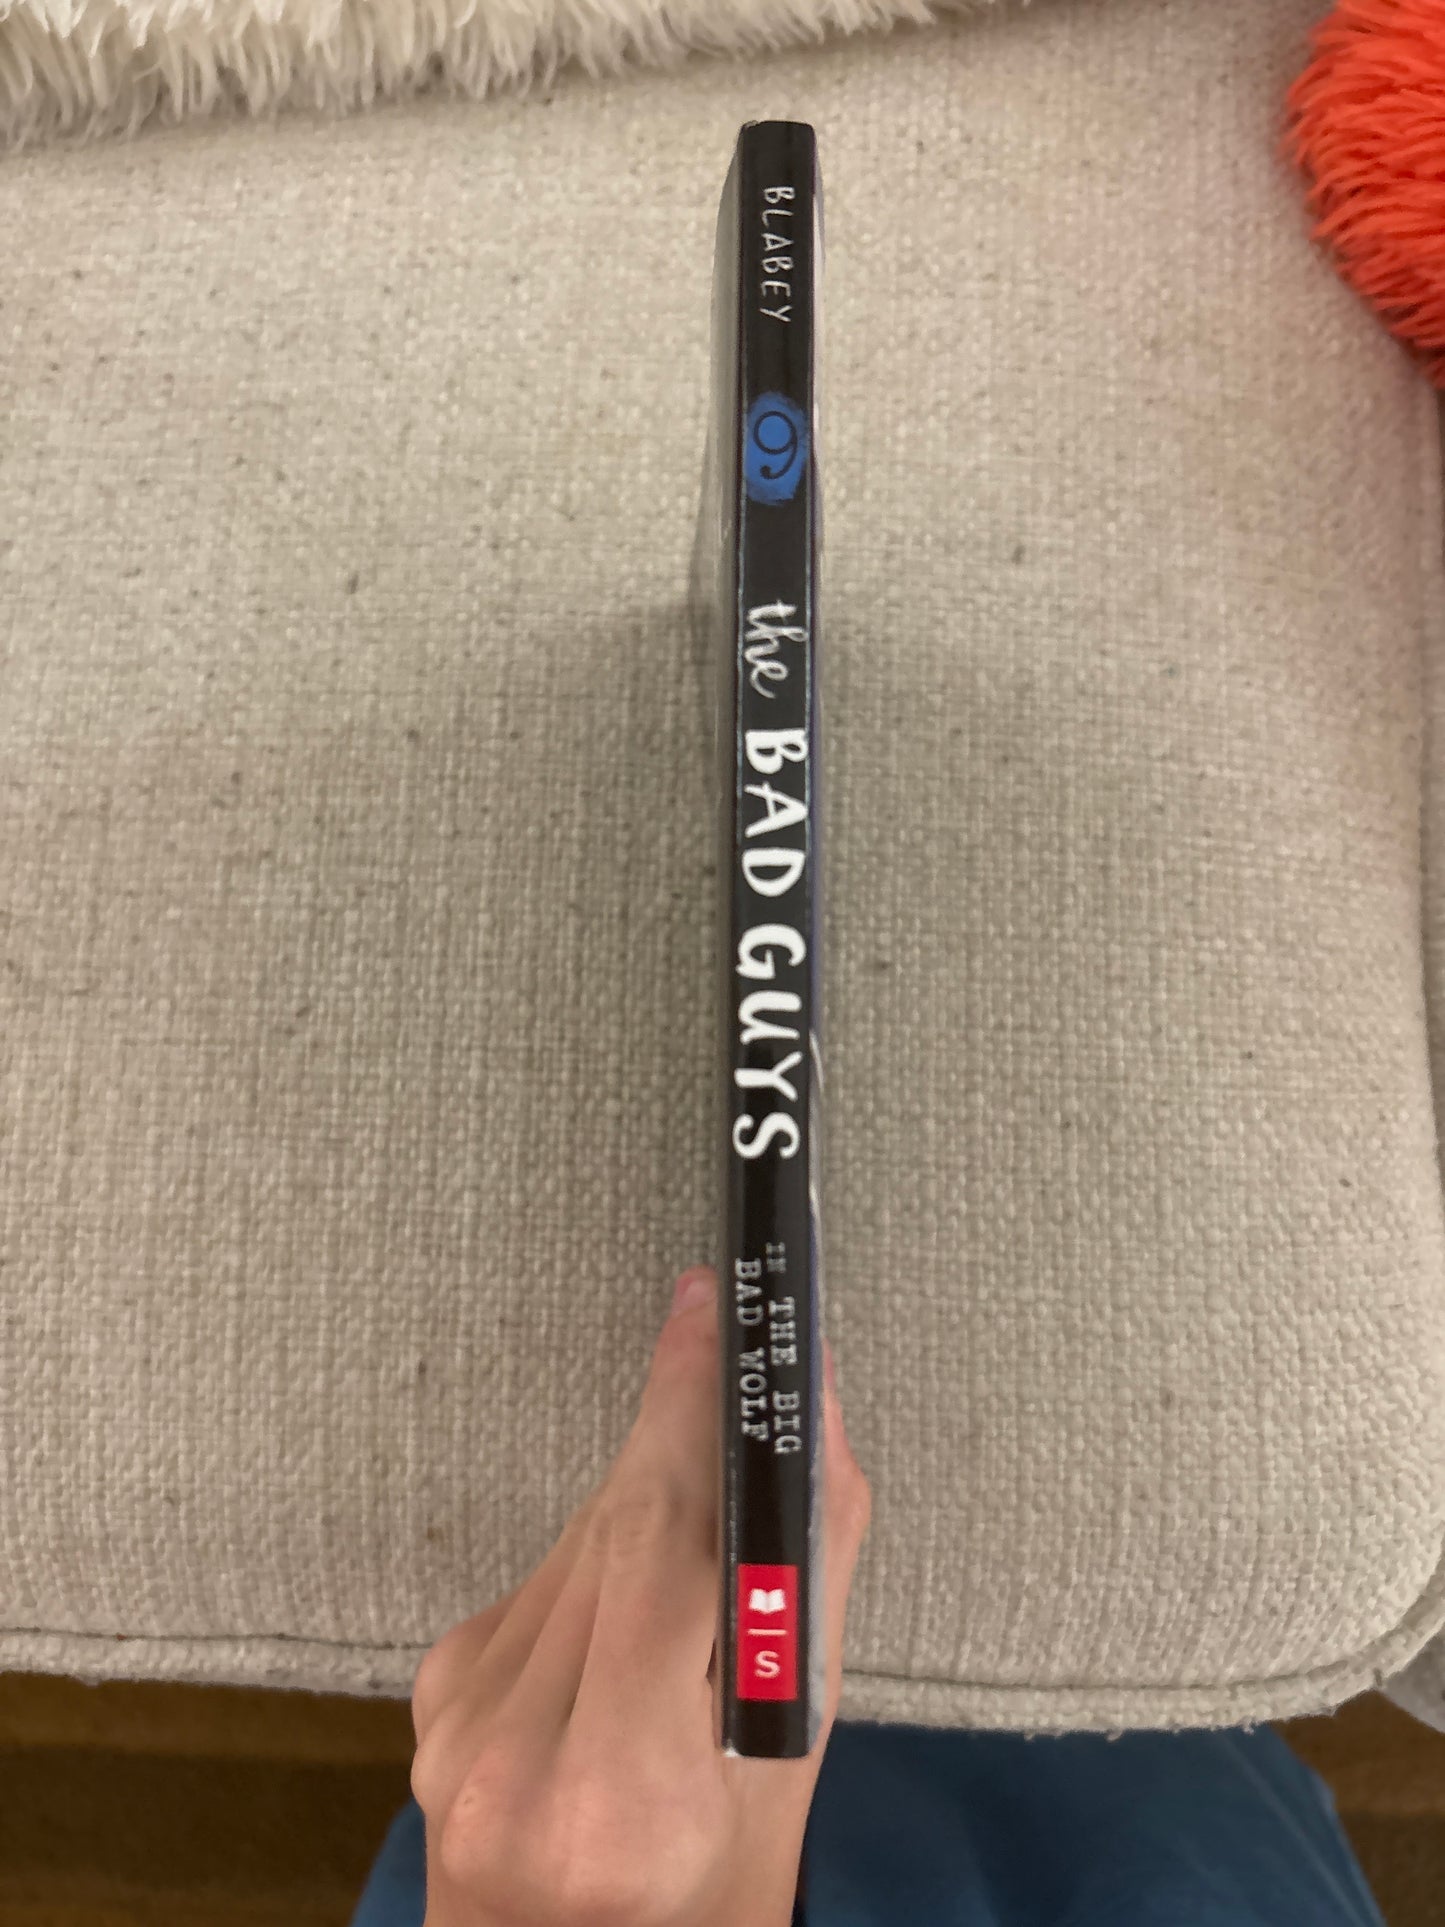 BLABEY
9
the BAD GUYS
IN THE BIG
BAD WOLF
S